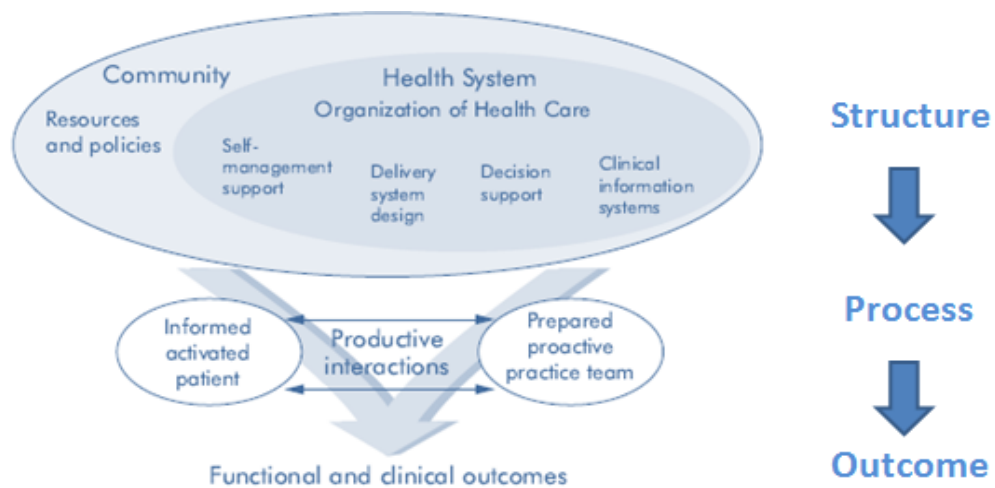 Community
Health System
Organization of Health Care
Resources
and policies
Self-
management
support
Delivery
system
design
Decision
support
Clinical
information
systems
Structure
Informed
activated
patient
Productive
interactions
Prepared
proactive
practice team
Process
Functional and clinical outcomes
Outcome